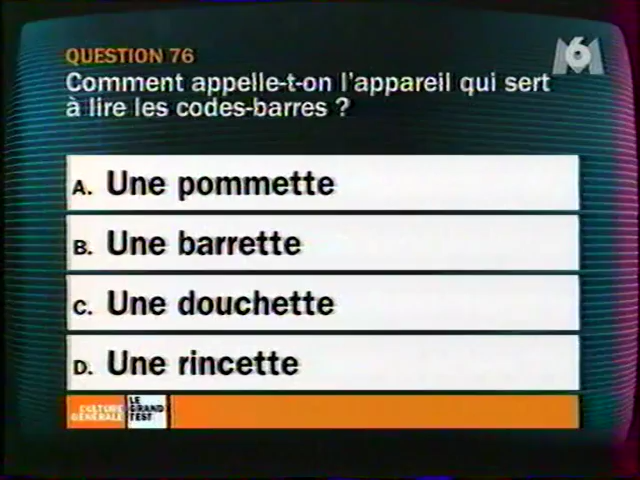 QUESTION 76
M6
Comment appelle-t-on l'appareil qui sert
à lire les codes-barres ?
A. Une pommette
B. Une barrette
C. Une douchette
D. Une rincette
CULTURE
GÉNÉRALE
LE
GRAND
TEST